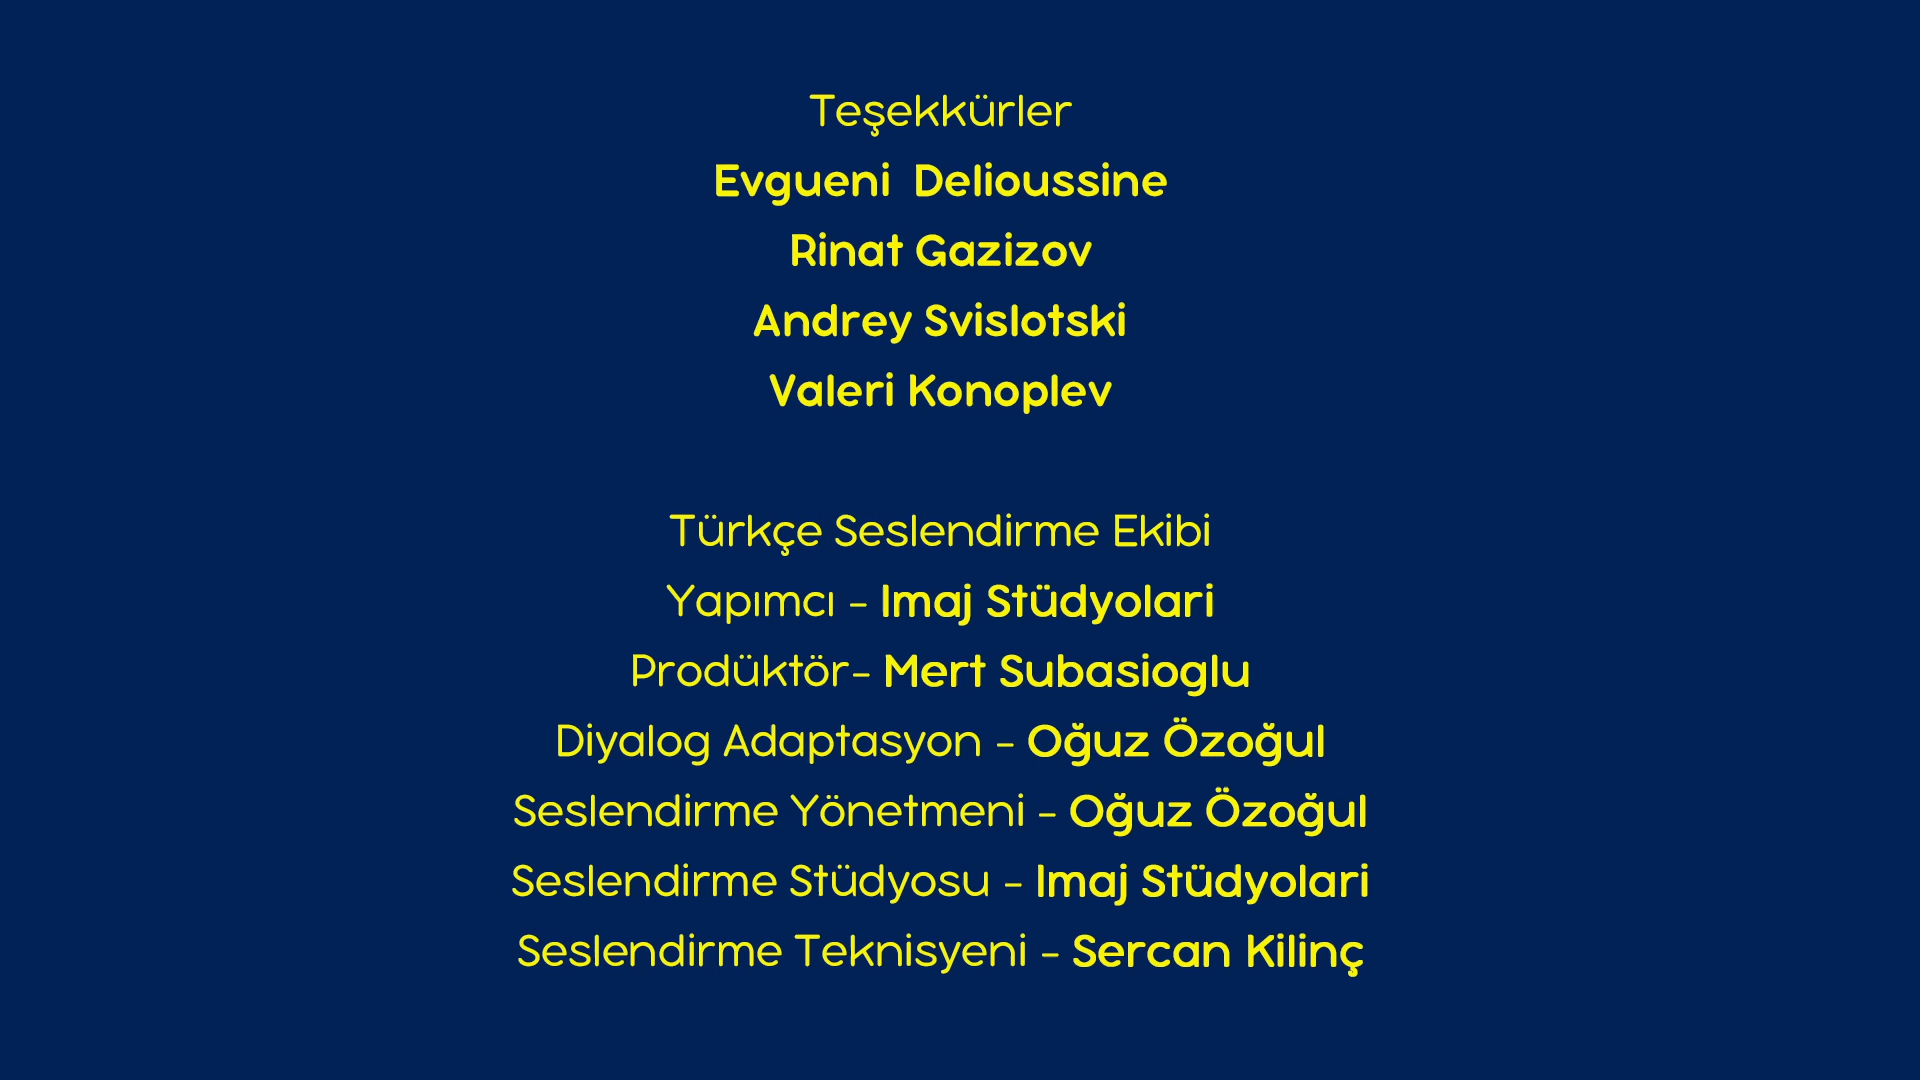 Teşekkürler
Evgueni Delioussine
Rinat Gazizov
Andrey Svislotski
Valeri Konoplev
Türkçe Seslendirme Ekibi
Yapımcı - Imaj Stüdyolari
Prodüktör- Mert Subasioglu
Diyalog Adaptasyon - Oğuz Özoğul
Seslendirme Yönetmeni - Oğuz Özoğul
Seslendirme Stüdyosu - Imaj Stüdyolari
Seslendirme Teknisyeni - Sercan Kilinç